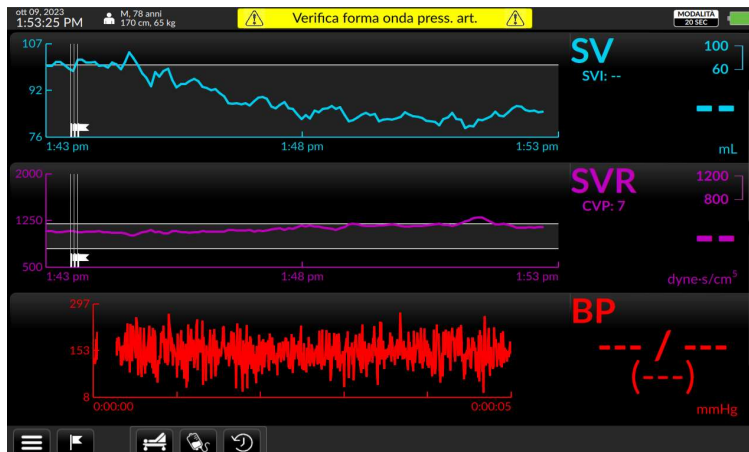 ott 09, 2023
1:53:25 PM
M, 78 anni
170 cm, 65 kg
Verifica forma onda press. art.
MODALITÀ
20 SEC
107
92
76
1:43 pm
1:48 pm
1:53 pm
SV
SVI: --
100
60
--
mL
2000
1250
500
1:43 pm
1:48 pm
1:53 pm
SVR
CVP: 7
1200
800
--
dyne-s/cm⁵
297
153
8
0:00:00
0:00:05
BP
--- / ---
(---)
mmHg